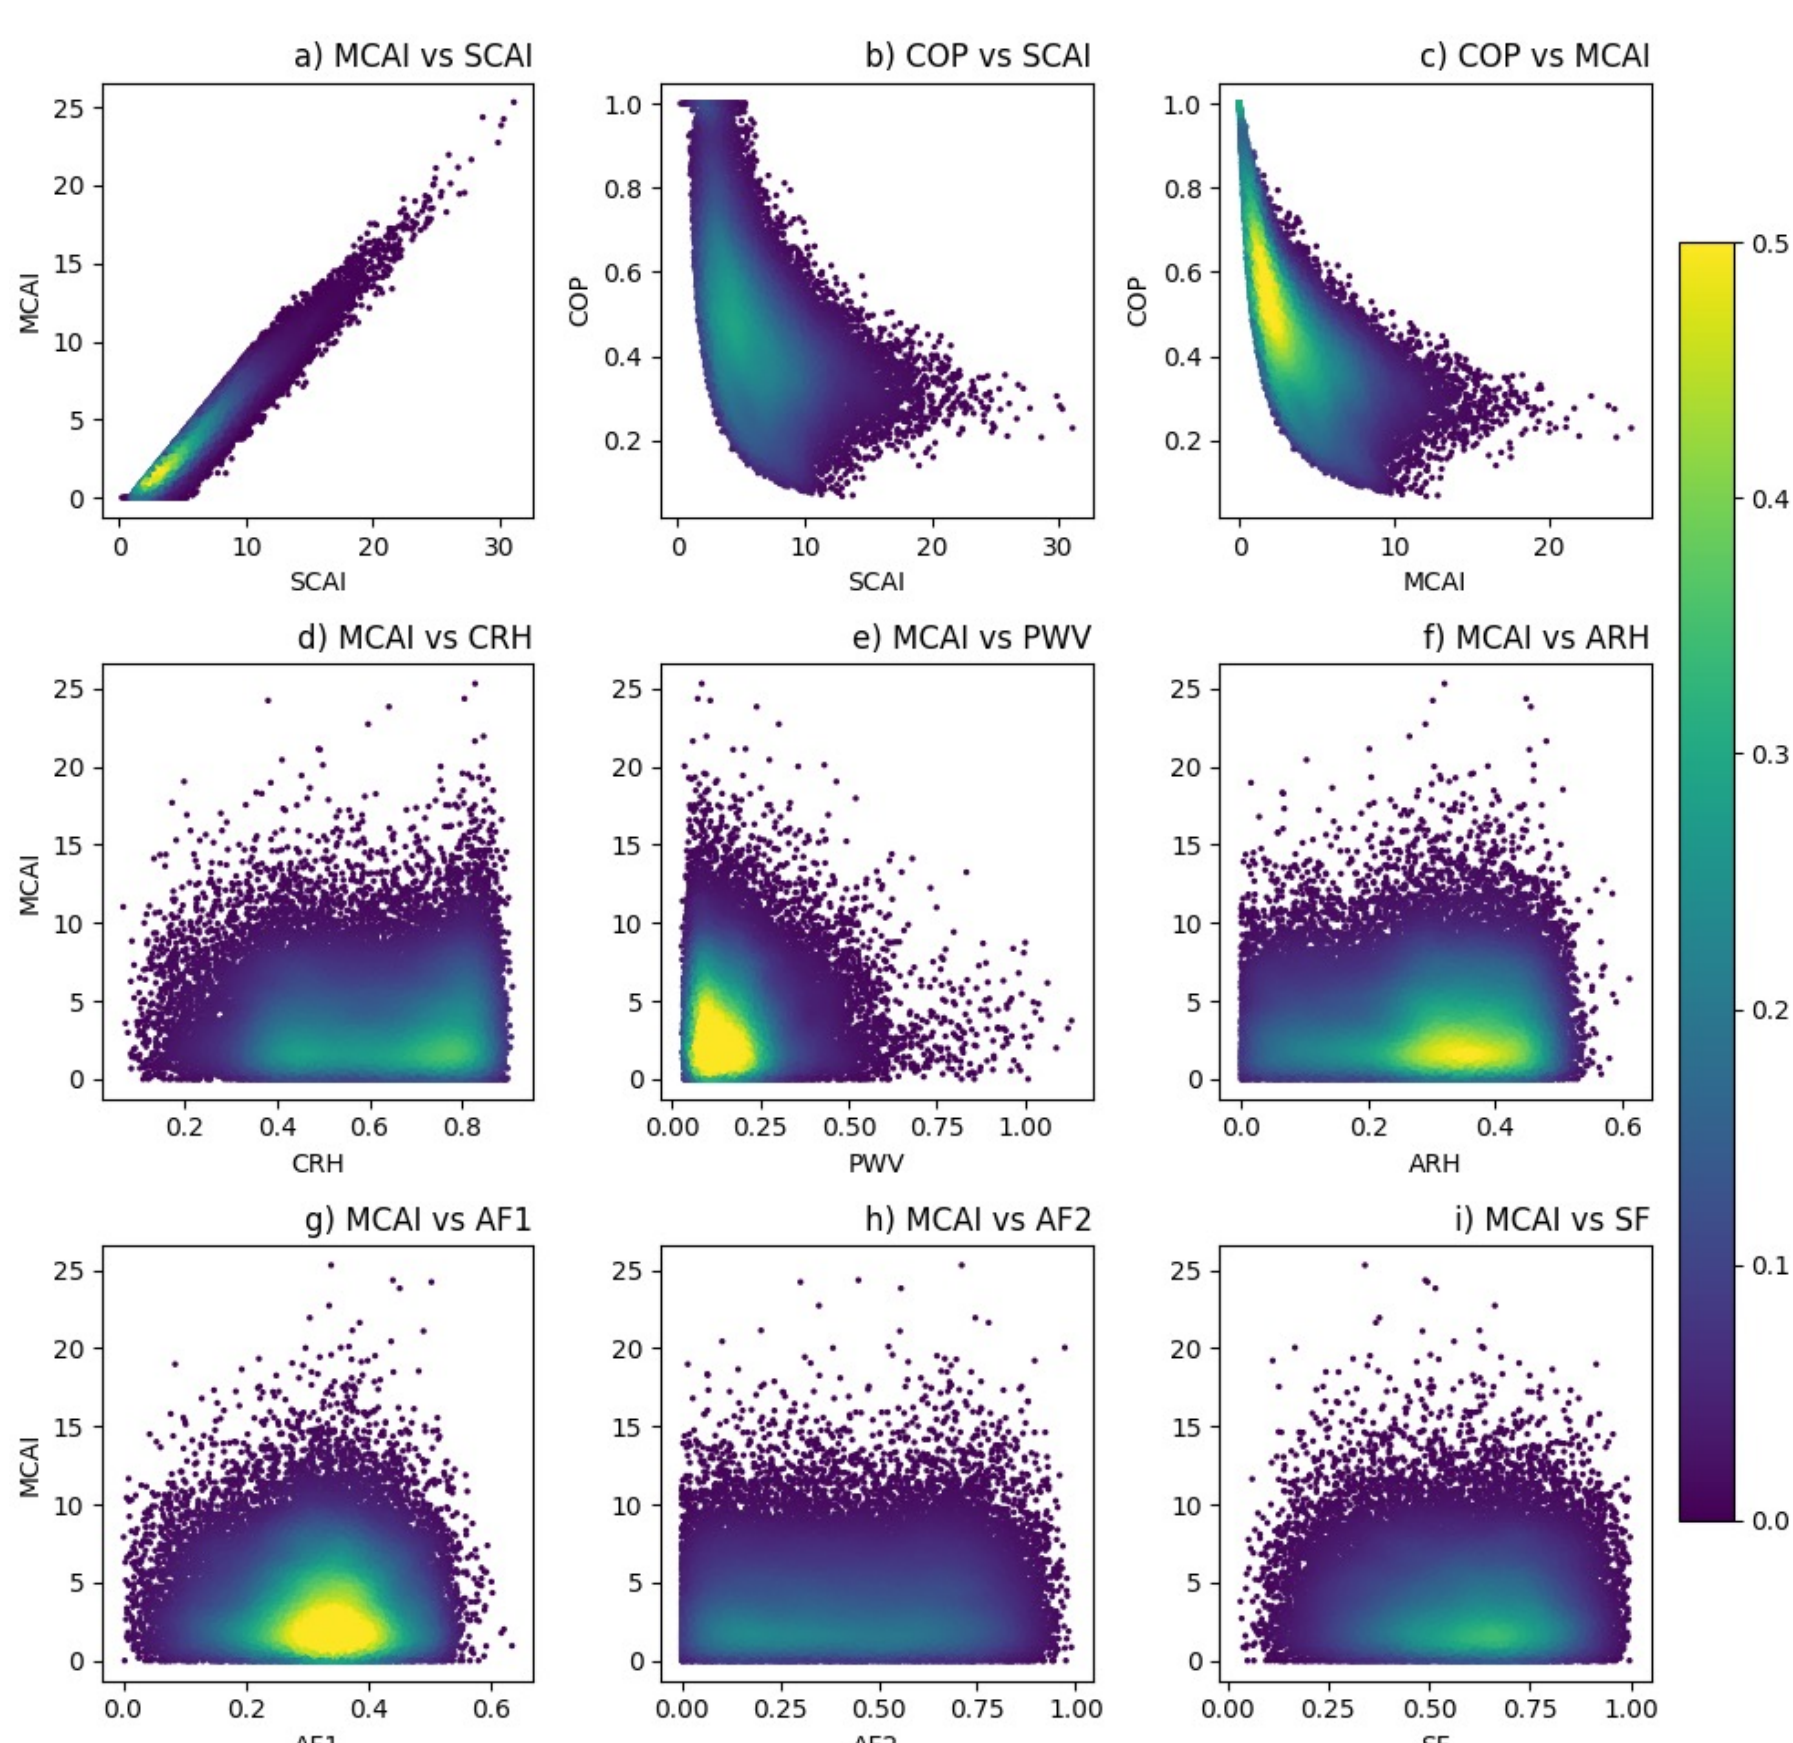 a) MCAI vs SCAI
b) COP vs SCAI
c) COP vs MCAI
25
20
15
10
5
0
MCAI
0 10 20 30
SCAI
1.0
0.8
0.6
0.4
0.2
COP
0 10 20 30
SCAI
1.0
0.8
0.6
0.4
0.2
COP
0 10 20
MCAI
d) MCAI vs CRH
e) MCAI vs PWV
f) MCAI vs ARH
25
20
15
10
5
0
MCAI
0.2 0.4 0.6 0.8
CRH
25
20
15
10
5
0
0.00 0.25 0.50 0.75 1.00
PWV
25
20
15
10
5
0
0.0 0.2 0.4 0.6
ARH
g) MCAI vs AF1
h) MCAI vs AF2
i) MCAI vs SF
25
20
15
10
5
0
MCAI
0.0 0.2 0.4 0.6
AF1
25
20
15
10
5
0
0.00 0.25 0.50 0.75 1.00
AF2
25
20
15
10
5
0
0.00 0.25 0.50 0.75 1.00
SF
0.5
0.4
0.3
0.2
0.1
0.0